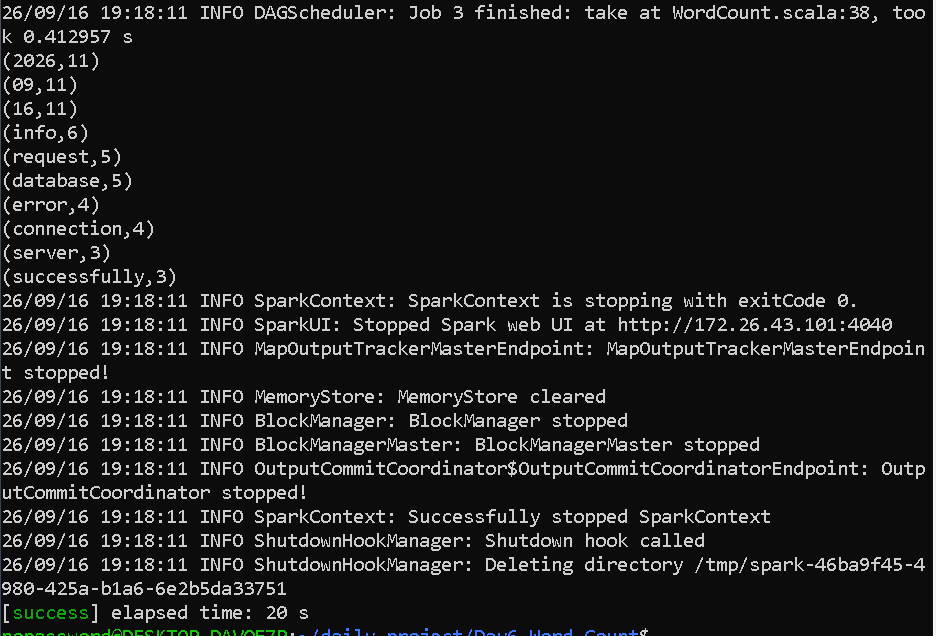 26/09/16 19:18:11 INFO DAGScheduler: Job 3 finished: take at WordCount.scala:38, too
k 0.412957 s
(2026,11)
(09,11)
(16,11)
(info,6)
(request,5)
(database,5)
(error,4)
(connection,4)
(server,3)
(successfully,3)
26/09/16 19:18:11 INFO SparkContext: SparkContext is stopping with exitCode 0.
26/09/16 19:18:11 INFO SparkUI: Stopped Spark web UI at http://172.26.43.101:4040
26/09/16 19:18:11 INFO MapOutputTrackerMasterEndpoint: MapOutputTrackerMasterEndpoin
t stopped!
26/09/16 19:18:11 INFO MemoryStore: MemoryStore cleared
26/09/16 19:18:11 INFO BlockManager: BlockManager stopped
26/09/16 19:18:11 INFO BlockManagerMaster: BlockManagerMaster stopped
26/09/16 19:18:11 INFO OutputCommitCoordinator$OutputCommitCoordinatorEndpoint: Outp
utCommitCoordinator stopped!
26/09/16 19:18:11 INFO SparkContext: Successfully stopped SparkContext
26/09/16 19:18:11 INFO ShutdownHookManager: Shutdown hook called
26/09/16 19:18:11 INFO ShutdownHookManager: Deleting directory /tmp/spark-46ba9f45-4
980-425a-b1a6-6e2b5da33751
[success] elapsed time: 20 s